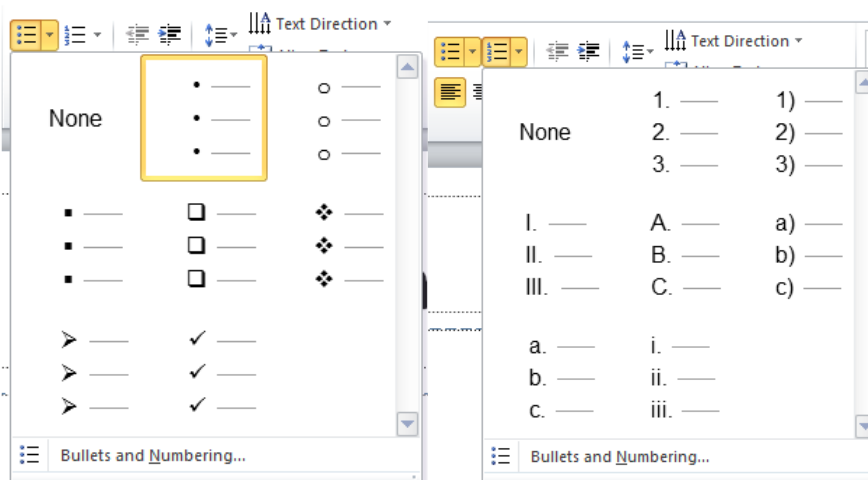 Text Direction
None
Bullets and Numbering...
Text Direction
1.
2.
3.
1)
2)
3)
None
I.
II.
III.
A.
B.
C.
a)
b)
c)
a.
b.
c.
i.
ii.
iii.
Bullets and Numbering...